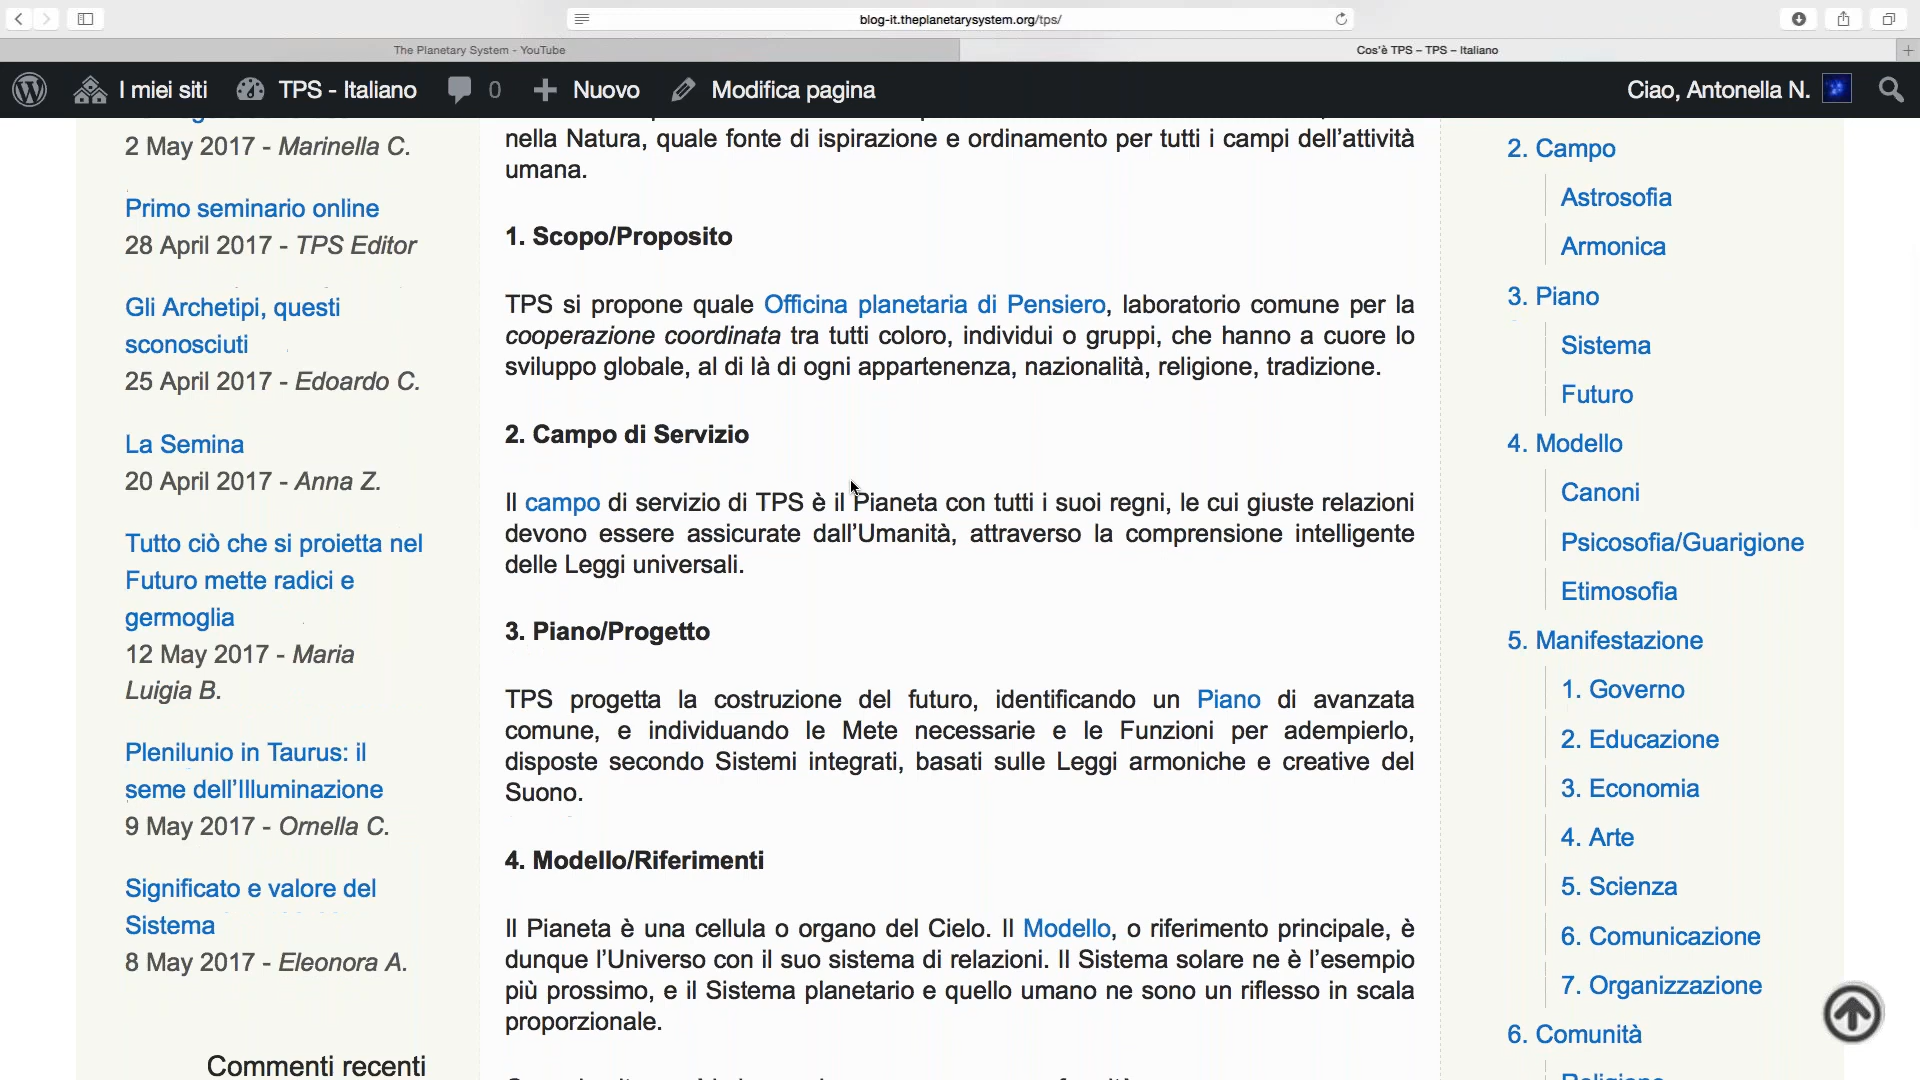 blog-it.theplanetarysystem.org/tps/
The Planetary System - YouTube
Cos'è TPS – TPS – Italiano
I miei siti
TPS - Italiano
0
Nuovo
Modifica pagina
Ciao, Antonella N.
2 May 2017 - Marinella C.
Primo seminario online
28 April 2017 - TPS Editor
Gli Archetipi, questi
sconosciuti
25 April 2017 - Edoardo C.
La Semina
20 April 2017 - Anna Z.
Tutto ciò che si proietta nel
Futuro mette radici e
germoglia
12 May 2017 - Maria
Luigia B.
Plenilunio in Taurus: il
seme dell'Illuminazione
9 May 2017 - Ornella C.
Significato e valore del
Sistema
8 May 2017 - Eleonora A.
Commenti recenti
nella Natura, quale fonte di ispirazione e ordinamento per tutti i campi dell'attività
umana.
1. Scopo/Proposito
TPS si propone quale Officina planetaria di Pensiero, laboratorio comune per la
cooperazione coordinata tra tutti coloro, individui o gruppi, che hanno a cuore lo
sviluppo globale, al di là di ogni appartenenza, nazionalità, religione, tradizione.
2. Campo di Servizio
Il campo di servizio di TPS è il Pianeta con tutti i suoi regni, le cui giuste relazioni
devono essere assicurate dall'Umanità, attraverso la comprensione intelligente
delle Leggi universali.
3. Piano/Progetto
TPS progetta la costruzione del futuro, identificando un Piano di avanzata
comune, e individuando le Mete necessarie e le Funzioni per adempierlo,
disposte secondo Sistemi integrati, basati sulle Leggi armoniche e creative del
Suono.
4. Modello/Riferimenti
Il Pianeta è una cellula o organo del Cielo. Il Modello, o riferimento principale, è
dunque l'Universo con il suo sistema di relazioni. Il Sistema solare ne è l'esempio
più prossimo, e il Sistema planetario e quello umano ne sono un riflesso in scala
proporzionale.
2. Campo
Astrosofia
Armonica
3. Piano
Sistema
Futuro
4. Modello
Canoni
Psicosofia/Guarigione
Etimosofia
5. Manifestazione
1. Governo
2. Educazione
3. Economia
4. Arte
5. Scienza
6. Comunicazione
7. Organizzazione
6. Comunità